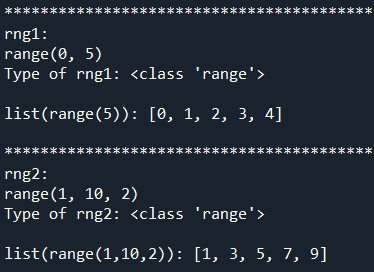 *****************************************
rng1:
range(0, 5)
Type of rng1: <class 'range'>
list(range(5)): [0, 1, 2, 3, 4]
*****************************************
rng2:
range(1, 10, 2)
Type of rng2: <class 'range'>
list(range(1,10,2)): [1, 3, 5, 7, 9]